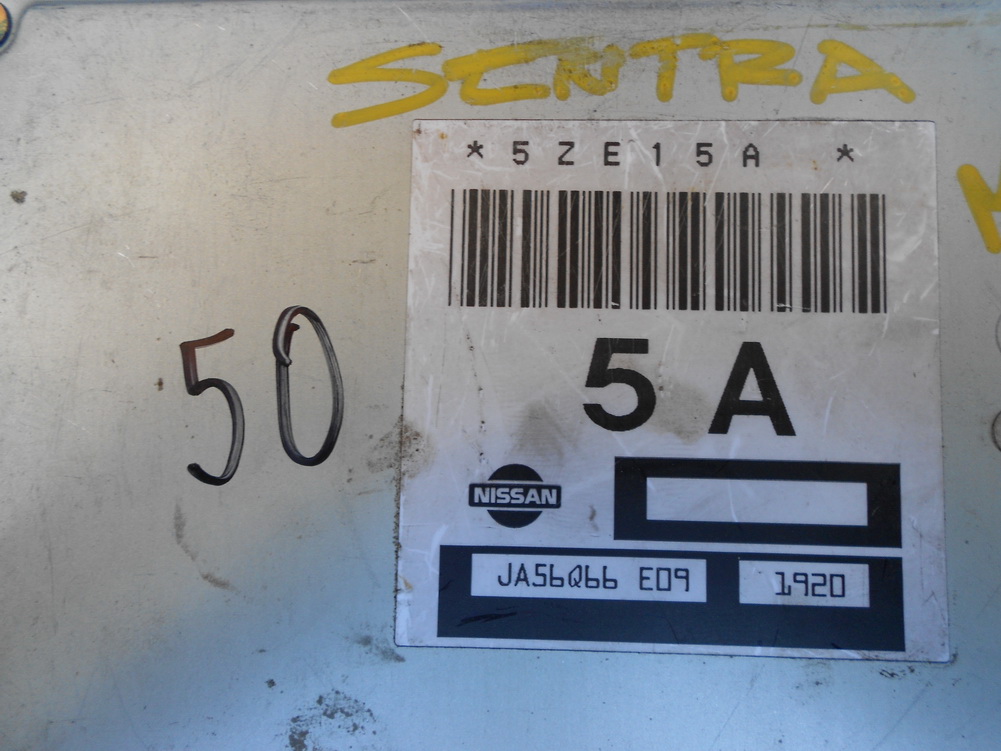 SENTRA
*5ZE15A *
5A
50
NISSAN
JA56Q66 E09 1920